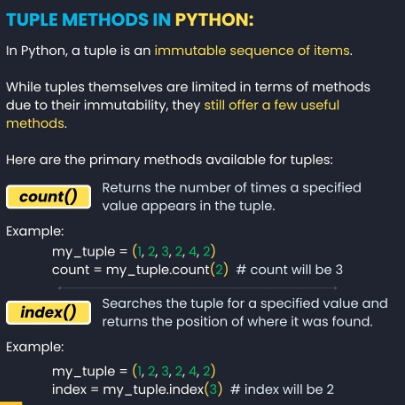 TUPLE METHODS IN PYTHON:
In Python, a tuple is an immutable sequence of items.
While tuples themselves are limited in terms of methods
due to their immutability, they still offer a few useful
methods.
Here are the primary methods available for tuples:
count()
Returns the number of times a specified
value appears in the tuple.
Example:
my_tuple = (1, 2, 3, 2, 4, 2)
count = my_tuple.count(2) # count will be 3
index()
Searches the tuple for a specified value and
returns the position of where it was found.
Example:
my_tuple = (1, 2, 3, 2, 4, 2)
index = my_tuple.index(3) # index will be 2